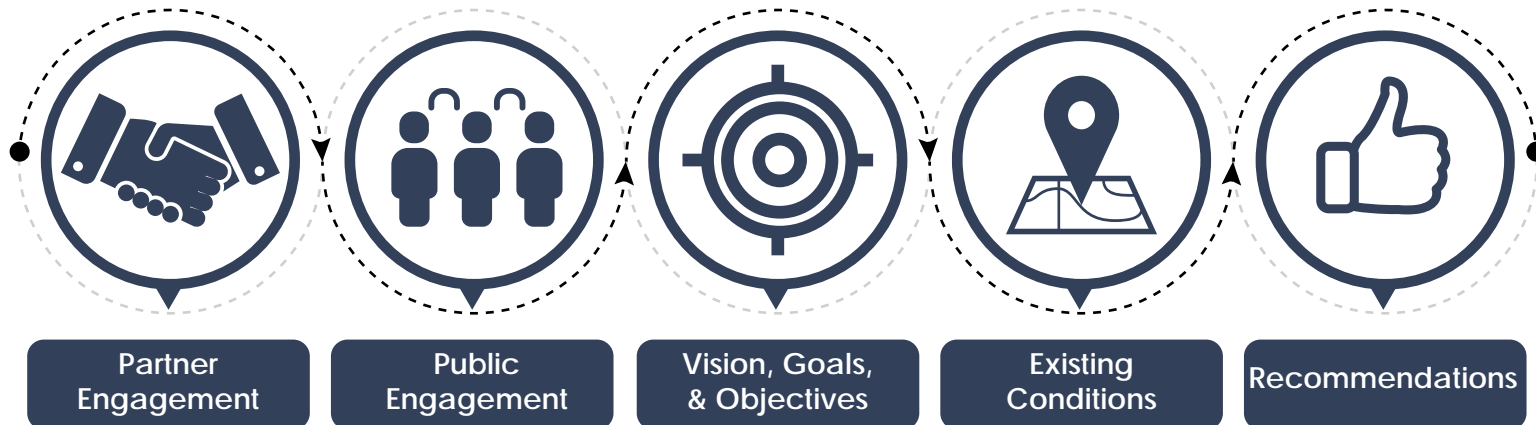 Partner
Engagement
Public
Engagement
Vision, Goals,
& Objectives
Existing
Conditions
Recommendations